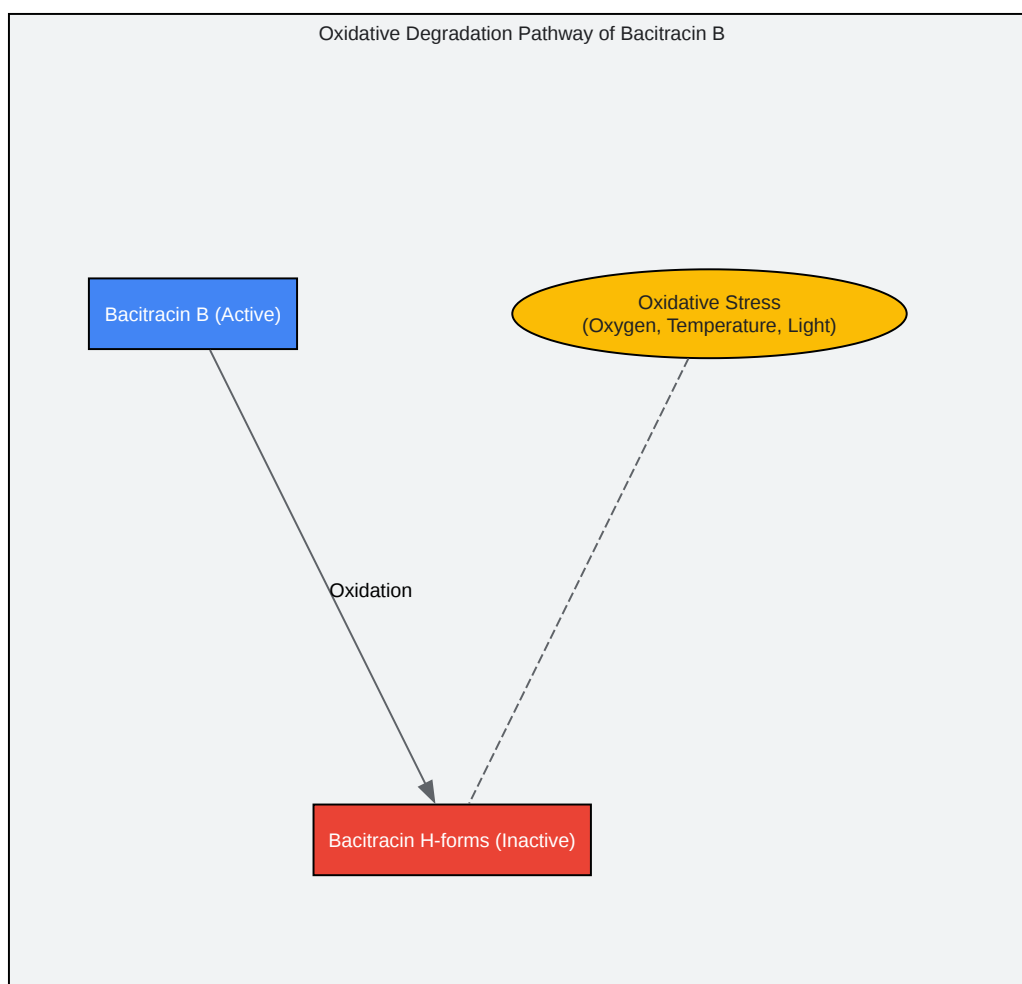 Oxidative Degradation Pathway of Bacitracin B
Bacitracin B (Active)
Oxidative Stress
(Oxygen, Temperature, Light)
Oxidation
Bacitracin H-forms (Inactive)